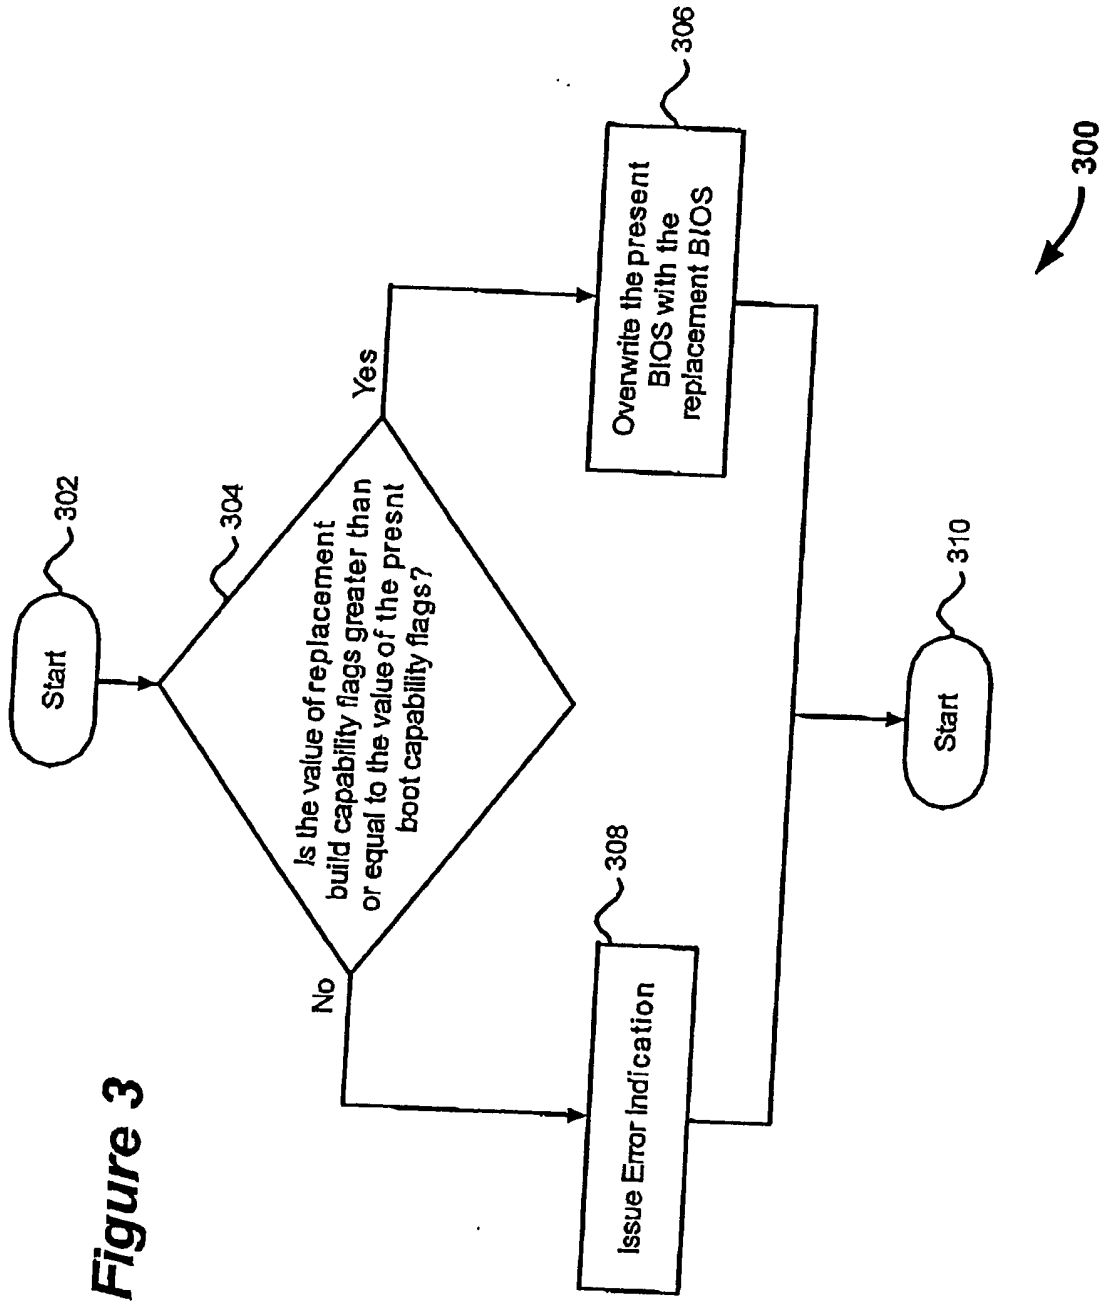 Figure 3
Start
302
304
Is the value of replacement
build capability flags greater than
or equal to the value of the presnt
boot capability flags?
No
Yes
308
Issue Error Indication
306
Overwrite the present
BIOS with the
replacement BIOS
310
Start
300